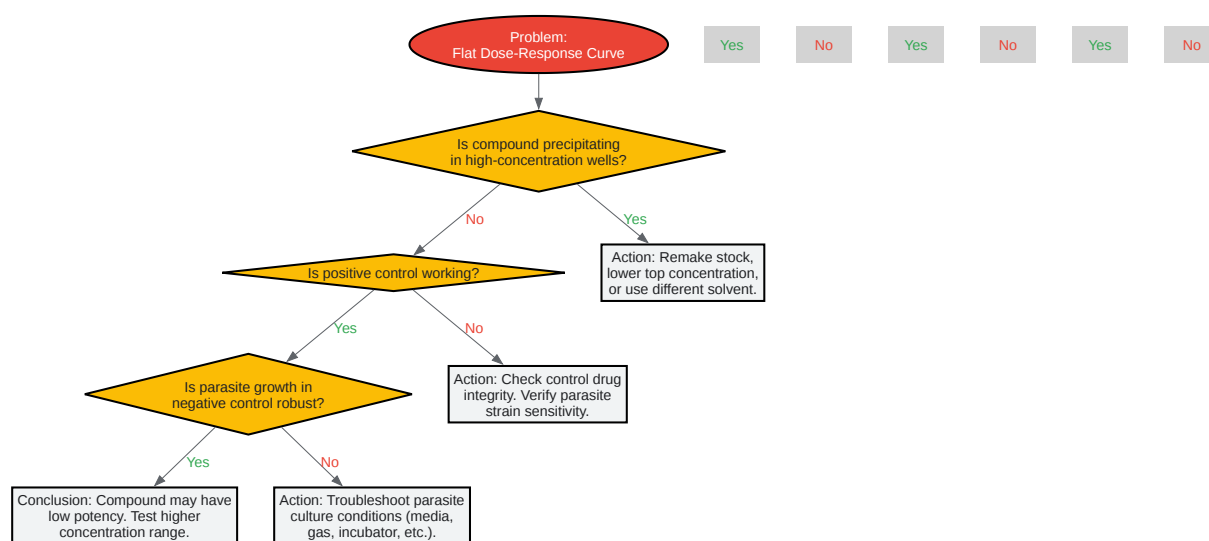 Problem:
Flat Dose-Response Curve
Yes
No
Yes
No
Yes
No
Is compound precipitating
in high-concentration wells?
No
Yes
Action: Remake stock,
lower top concentration,
or use different solvent.
Is positive control working?
Yes
No
Action: Check control drug
integrity. Verify parasite
strain sensitivity.
Is parasite growth in
negative control robust?
Yes
No
Conclusion: Compound may have
low potency. Test higher
concentration range.
Action: Troubleshoot parasite
culture conditions (media,
gas, incubator, etc.).